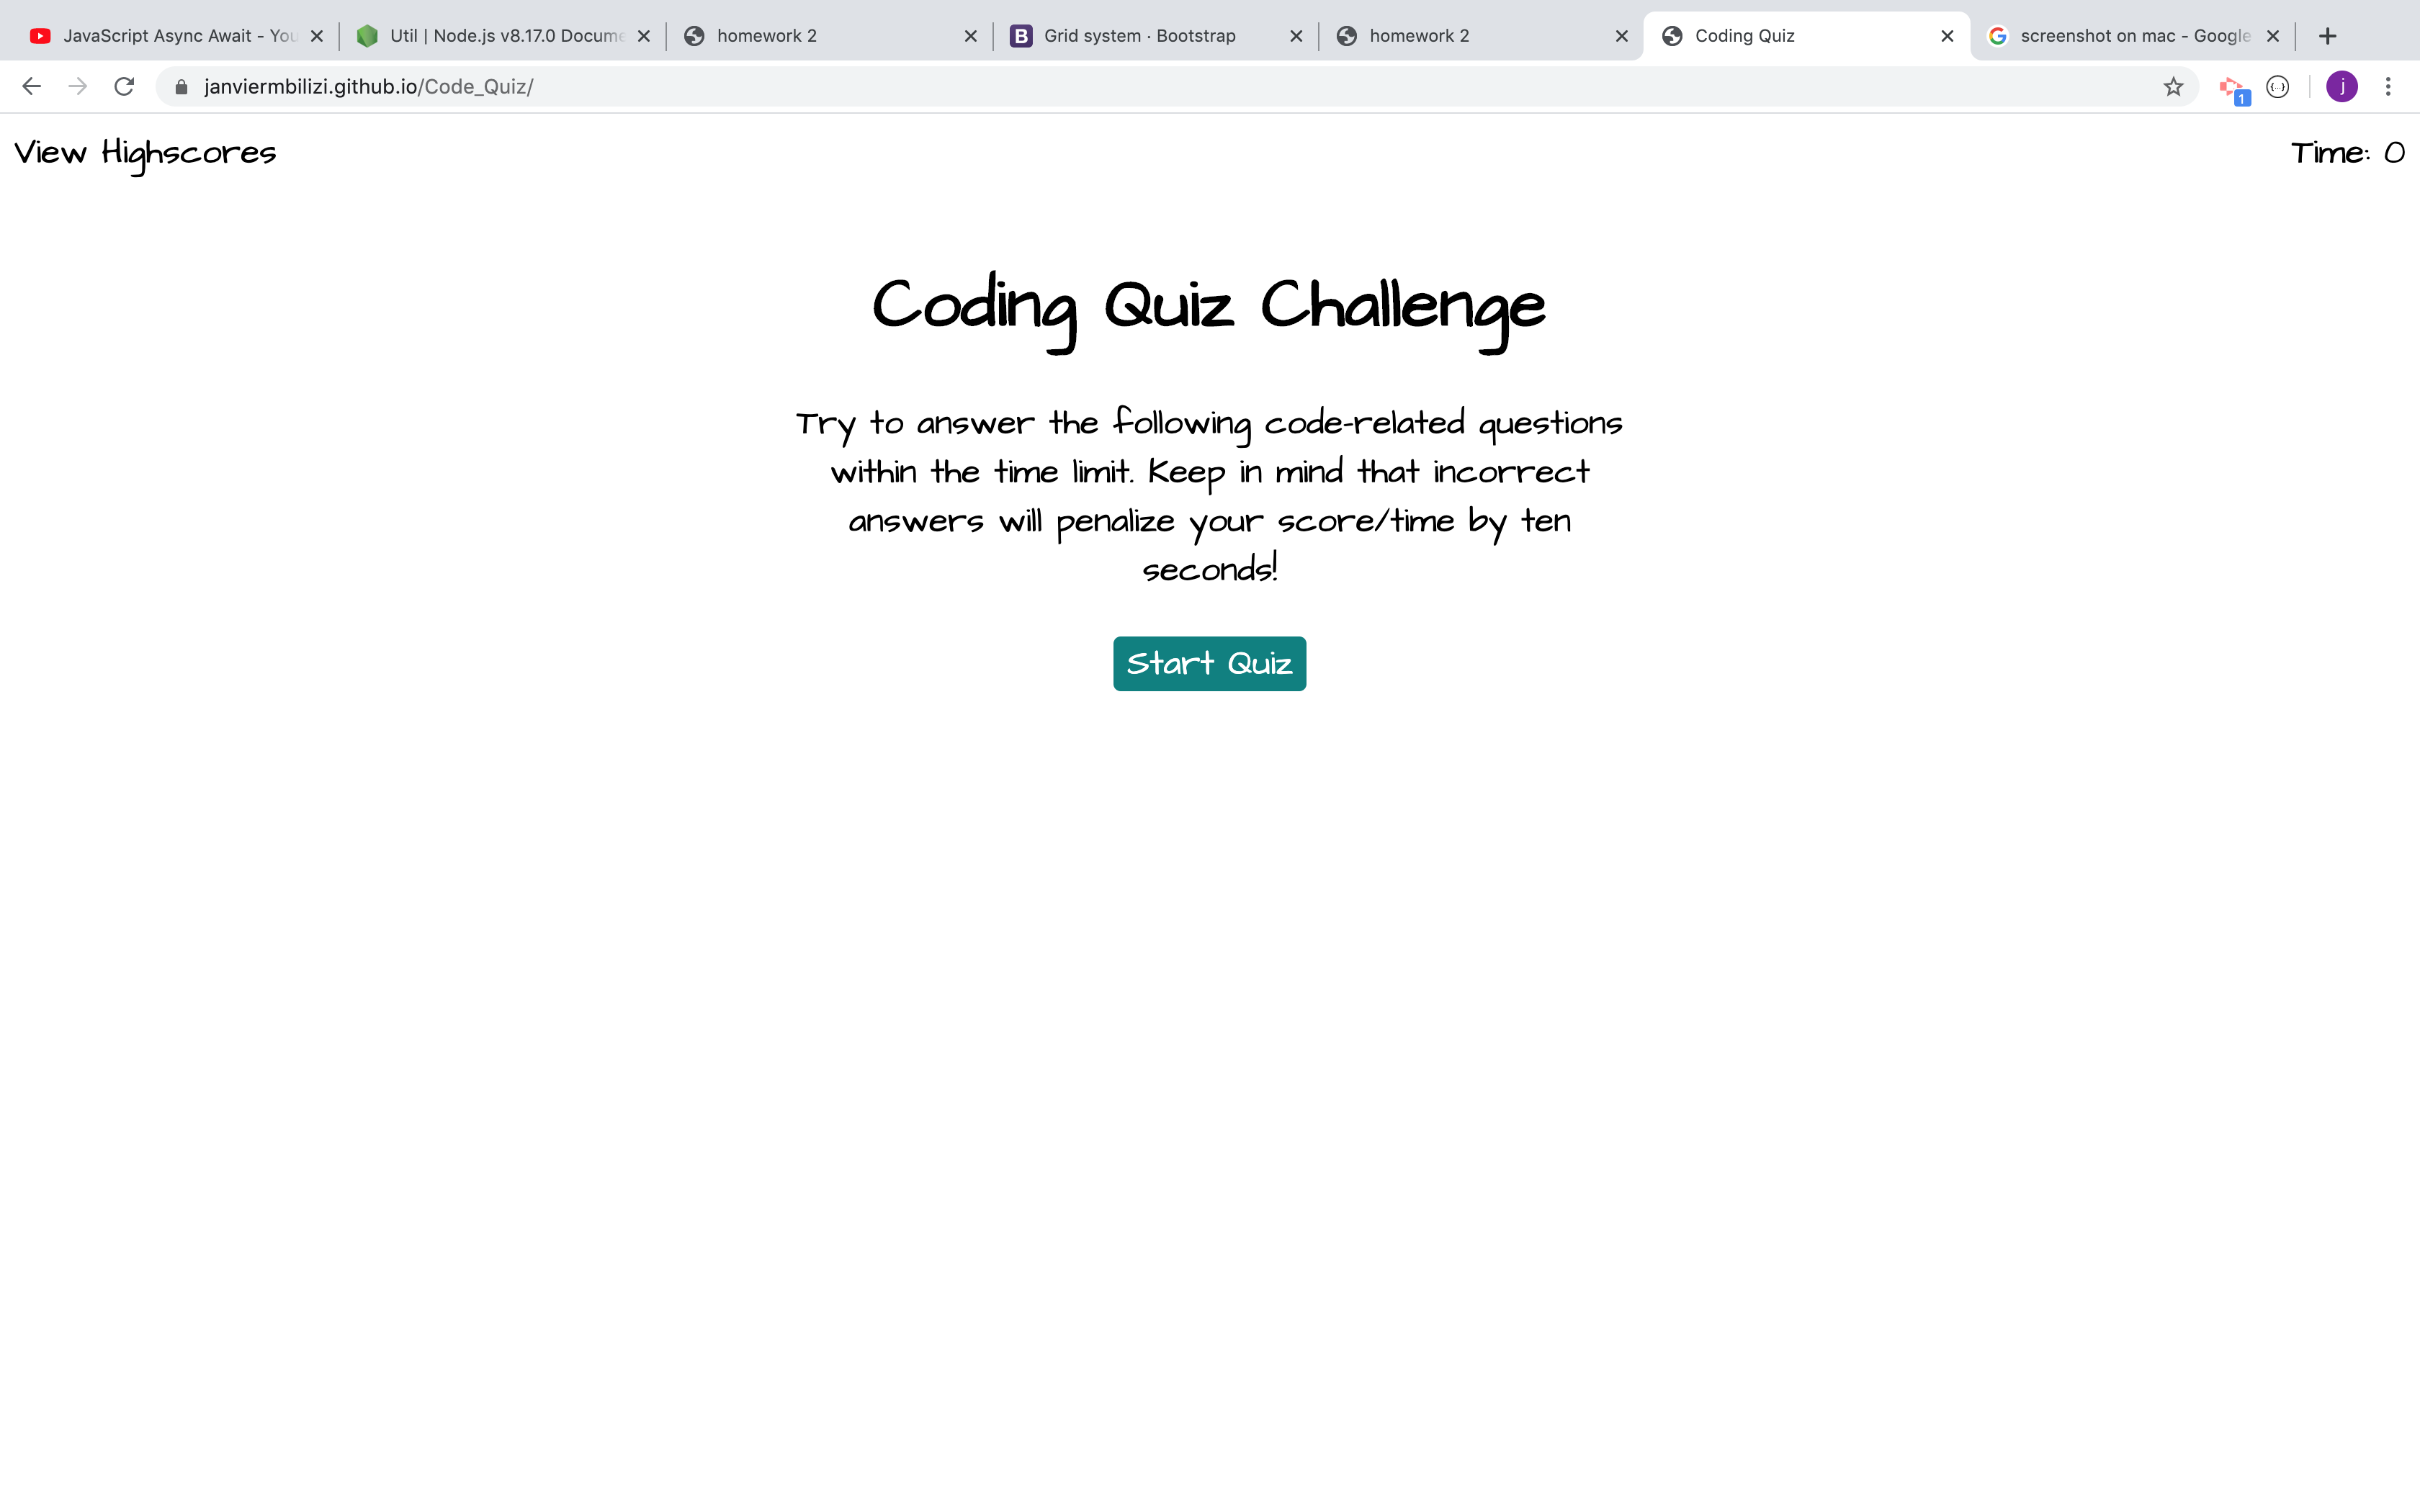 JavaScript Async Await - You
Util | Node.js v8.17.0 Docume
homework 2
Grid system · Bootstrap
homework 2
Coding Quiz
screenshot on mac - Google
janviermbilizi.github.io/Code_Quiz/
1
j
View Highscores
Time: 0
Coding Quiz Challenge
Try to answer the following code-related questions
within the time limit. Keep in mind that incorrect
answers will penalize your score/time by ten
seconds!
Start Quiz